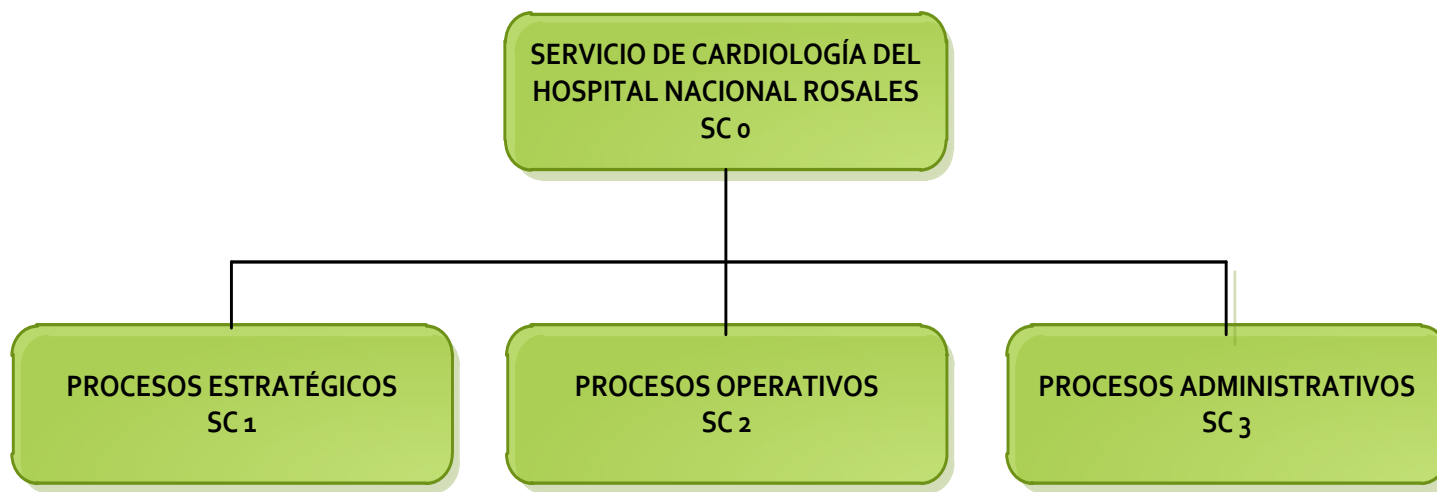 SERVICIO DE CARDIOLOGÍA DEL
HOSPITAL NACIONAL ROSALES
SC 0
PROCESOS ESTRATÉGICOS
SC 1
PROCESOS OPERATIVOS
SC 2
PROCESOS ADMINISTRATIVOS
SC 3